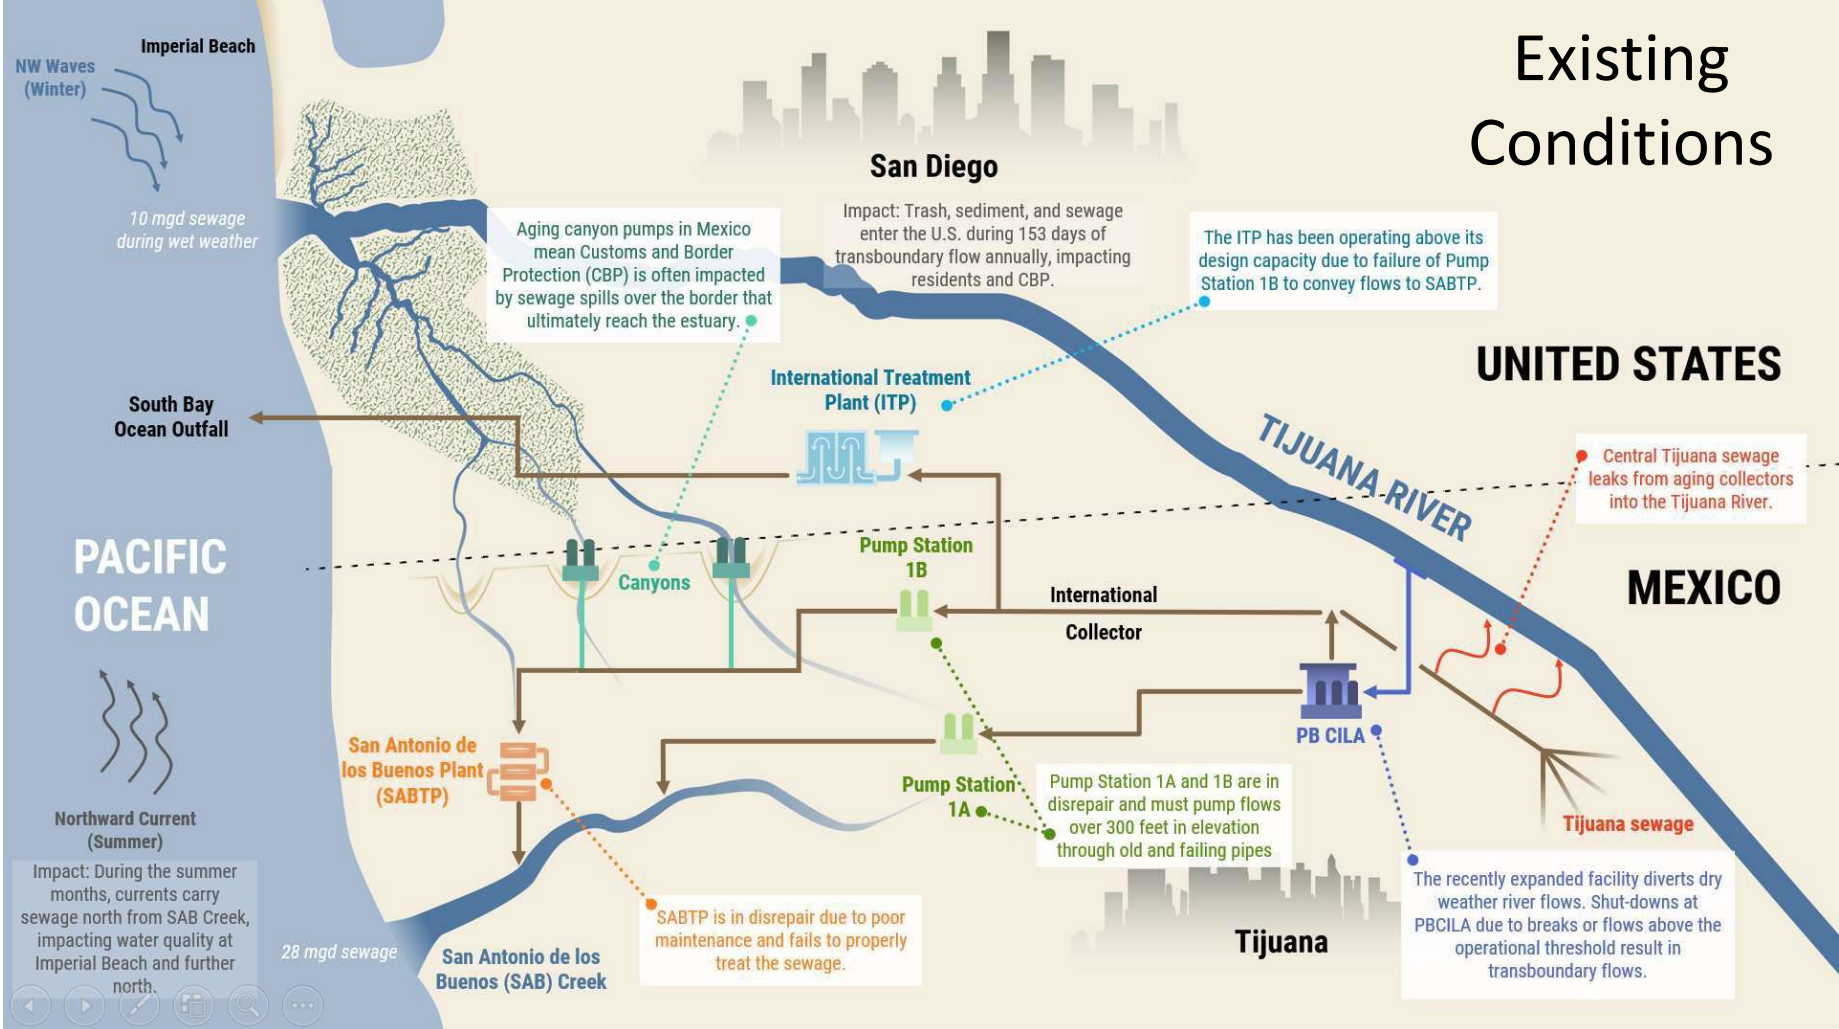 Existing
Conditions
Imperial Beach
NW Waves
(Winter)
10 mgd sewage
during wet weather
San Diego
Impact: Trash, sediment, and sewage
enter the U.S. during 153 days of
transboundary flow annually, impacting
residents and CBP.
Aging canyon pumps in Mexico
mean Customs and Border
Protection (CBP) is often impacted
by sewage spills over the border that
ultimately reach the estuary.
The ITP has been operating above its
design capacity due to failure of Pump
Station 1B to convey flows to SABTP.
International Treatment
Plant (ITP)
UNITED STATES
South Bay
Ocean Outfall
TIJUANA RIVER
Central Tijuana sewage
leaks from aging collectors
into the Tijuana River.
PACIFIC
OCEAN
Canyons
Pump Station
1B
International
Collector
MEXICO
San Antonio de
los Buenos Plant
(SABTP)
Pump Station
1A
PB CILA
Pump Station 1A and 1B are in
disrepair and must pump flows
over 300 feet in elevation
through old and failing pipes
Tijuana sewage
Northward Current
(Summer)
Impact: During the summer
months, currents carry
sewage north from SAB Creek,
impacting water quality at
Imperial Beach and further
north.
28 mgd sewage
San Antonio de los
Buenos (SAB) Creek
SABTP is in disrepair due to poor
maintenance and fails to properly
treat the sewage.
Tijuana
The recently expanded facility diverts dry
weather river flows. Shut-downs at
PBCILA due to breaks or flows above the
operational threshold result in
transboundary flows.